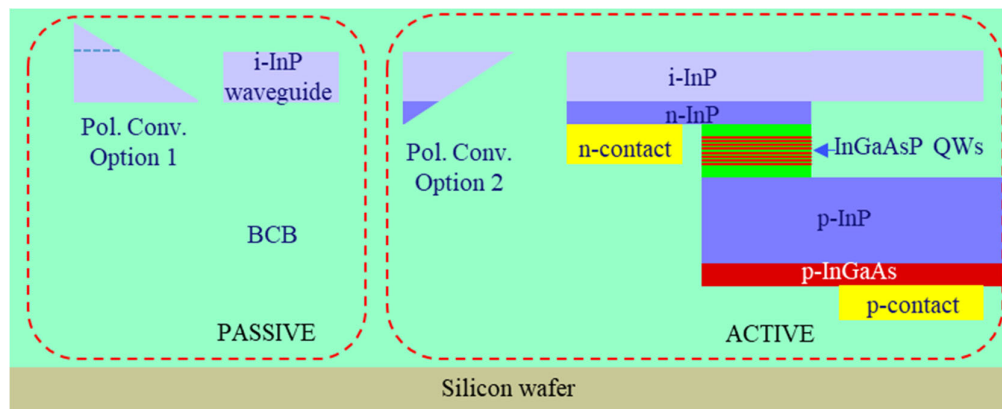 i-InP
waveguide
Pol. Conv.
Option 1
BCB
PASSIVE
Pol. Conv.
Option 2
i-InP
n-InP
n-contact
InGaAsP QWs
p-InP
p-InGaAs
p-contact
ACTIVE
Silicon wafer